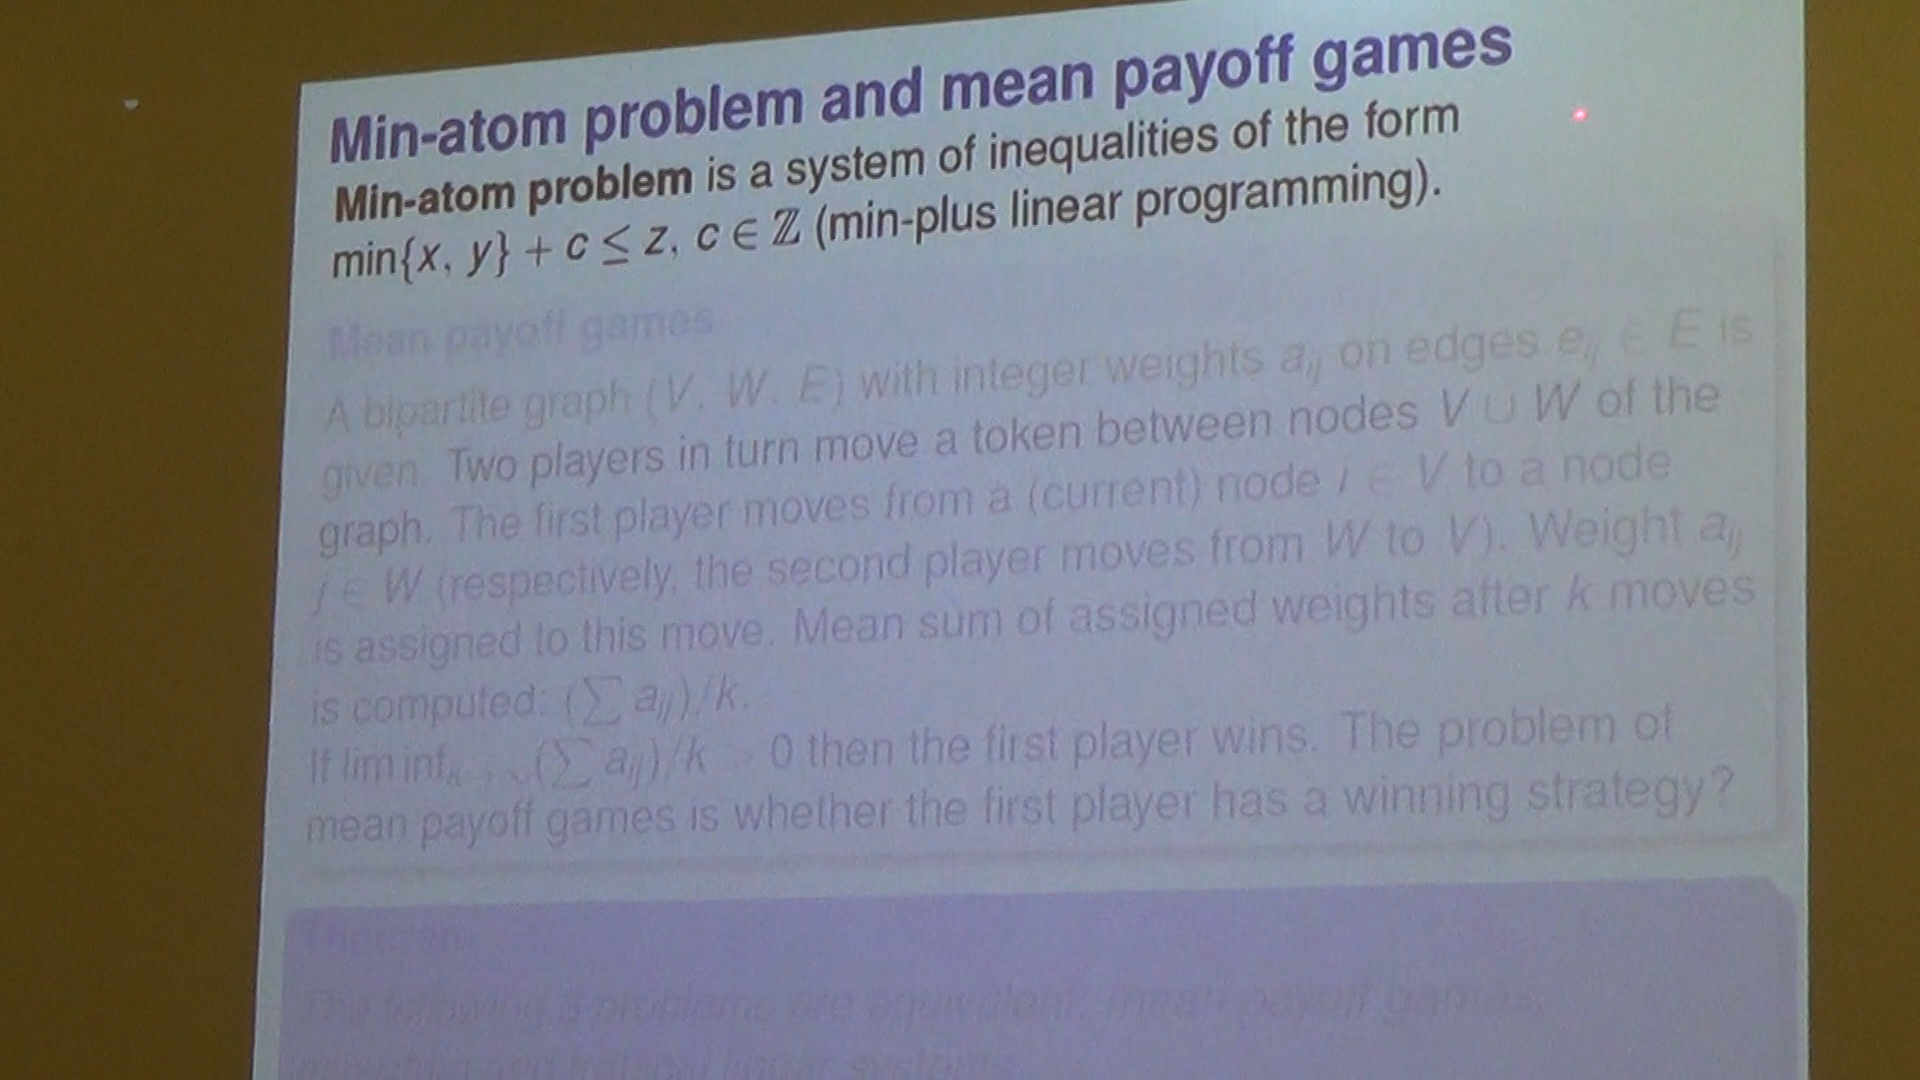 Min-atom problem and mean payoff games
Min-atom problem is a system of inequalities of the form
min{x, y} + c ≤ z, c ∈ ℤ (min-plus linear programming).
Mean payoff games
A bipartite graph (V, W, E) with integer weights a_ij on edges e_ij ∈ E is
given. Two players in turn move a token between nodes V ∪ W of the
graph. The first player moves from a (current) node i ∈ V to a node
j ∈ W (respectively, the second player moves from W to V). Weight a_ij
is assigned to this move. Mean sum of assigned weights after k moves
is computed: (∑ a_ij)/k.
If lim inf_k→∞ (∑ a_ij)/k > 0 then the first player wins. The problem of
mean payoff games is whether the first player has a winning strategy?
Theorem
The following 3 problems are equivalent: mean payoff games,
min-atom and tropical linear systems